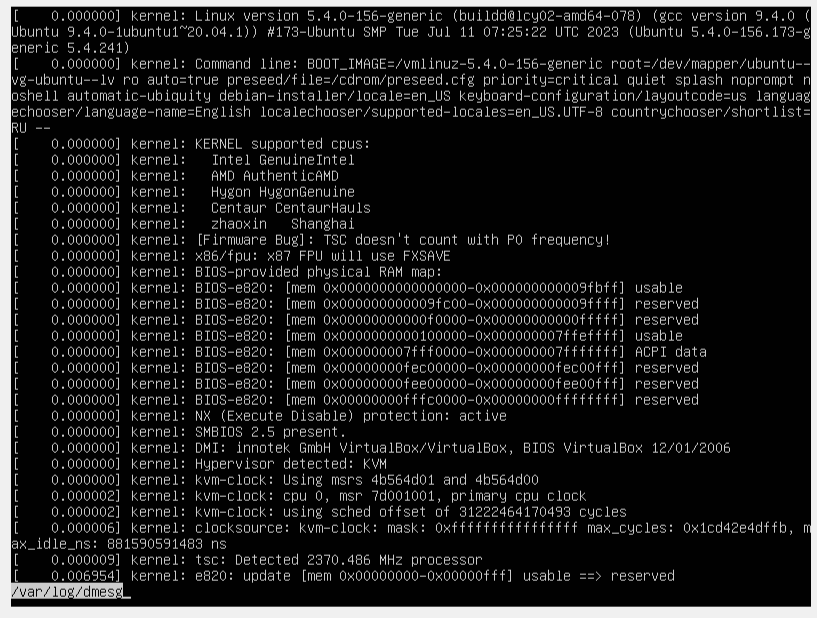 [    0.000000] kernel: Linux version 5.4.0-156-generic (buildd@lcy02-amd64-078) (gcc version 9.4.0 (
Ubuntu 9.4.0-1ubuntu1~20.04.1)) #173-Ubuntu SMP Tue Jul 11 07:25:22 UTC 2023 (Ubuntu 5.4.0-156.173-g
eneric 5.4.241)
[    0.000000] kernel: Command line: BOOT_IMAGE=/vmlinuz-5.4.0-156-generic root=/dev/mapper/ubuntu--
vg-ubuntu--lv ro auto=true preseed/file=/cdrom/preseed.cfg priority=critical quiet splash noprompt n
oshell automatic-ubiquity debian-installer/locale=en_US keyboard-configuration/layoutcode=us languag
echooser/language-name=English localechooser/supported-locales=en_US.UTF-8 countrychooser/shortlist=
RU --
[    0.000000] kernel: KERNEL supported cpus:
[    0.000000] kernel:   Intel GenuineIntel
[    0.000000] kernel:   AMD AuthenticAMD
[    0.000000] kernel:   Hygon HygonGenuine
[    0.000000] kernel:   Centaur CentaurHauls
[    0.000000] kernel:   zhaoxin   Shanghai
[    0.000000] kernel: [Firmware Bug]: TSC doesn't count with P0 frequency!
[    0.000000] kernel: x86/fpu: x87 FPU will use FXSAVE
[    0.000000] kernel: BIOS-provided physical RAM map:
[    0.000000] kernel: BIOS-e820: [mem 0x0000000000000000-0x000000000009fbff] usable
[    0.000000] kernel: BIOS-e820: [mem 0x000000000009fc00-0x000000000009ffff] reserved
[    0.000000] kernel: BIOS-e820: [mem 0x00000000000f0000-0x00000000000fffff] reserved
[    0.000000] kernel: BIOS-e820: [mem 0x0000000000100000-0x000000007ffeffff] usable
[    0.000000] kernel: BIOS-e820: [mem 0x000000007fff0000-0x000000007fffffff] ACPI data
[    0.000000] kernel: BIOS-e820: [mem 0x00000000fec00000-0x00000000fec00fff] reserved
[    0.000000] kernel: BIOS-e820: [mem 0x00000000fee00000-0x00000000fee00fff] reserved
[    0.000000] kernel: BIOS-e820: [mem 0x00000000fffc0000-0x00000000ffffffff] reserved
[    0.000000] kernel: NX (Execute Disable) protection: active
[    0.000000] kernel: SMBIOS 2.5 present.
[    0.000000] kernel: DMI: innotek GmbH VirtualBox/VirtualBox, BIOS VirtualBox 12/01/2006
[    0.000000] kernel: Hypervisor detected: KVM
[    0.000000] kernel: kvm-clock: Using msrs 4b564d01 and 4b564d00
[    0.000002] kernel: kvm-clock: cpu 0, msr 7d001001, primary cpu clock
[    0.000002] kernel: kvm-clock: using sched offset of 31222464170493 cycles
[    0.000006] kernel: clocksource: kvm-clock: mask: 0xffffffffffffffff max_cycles: 0x1cd42e4dffb, m
ax_idle_ns: 881590591483 ns
[    0.000009] kernel: tsc: Detected 2370.486 MHz processor
[    0.006954] kernel: e820: update [mem 0x00000000-0x00000fff] usable ==> reserved
/var/log/dmesg_